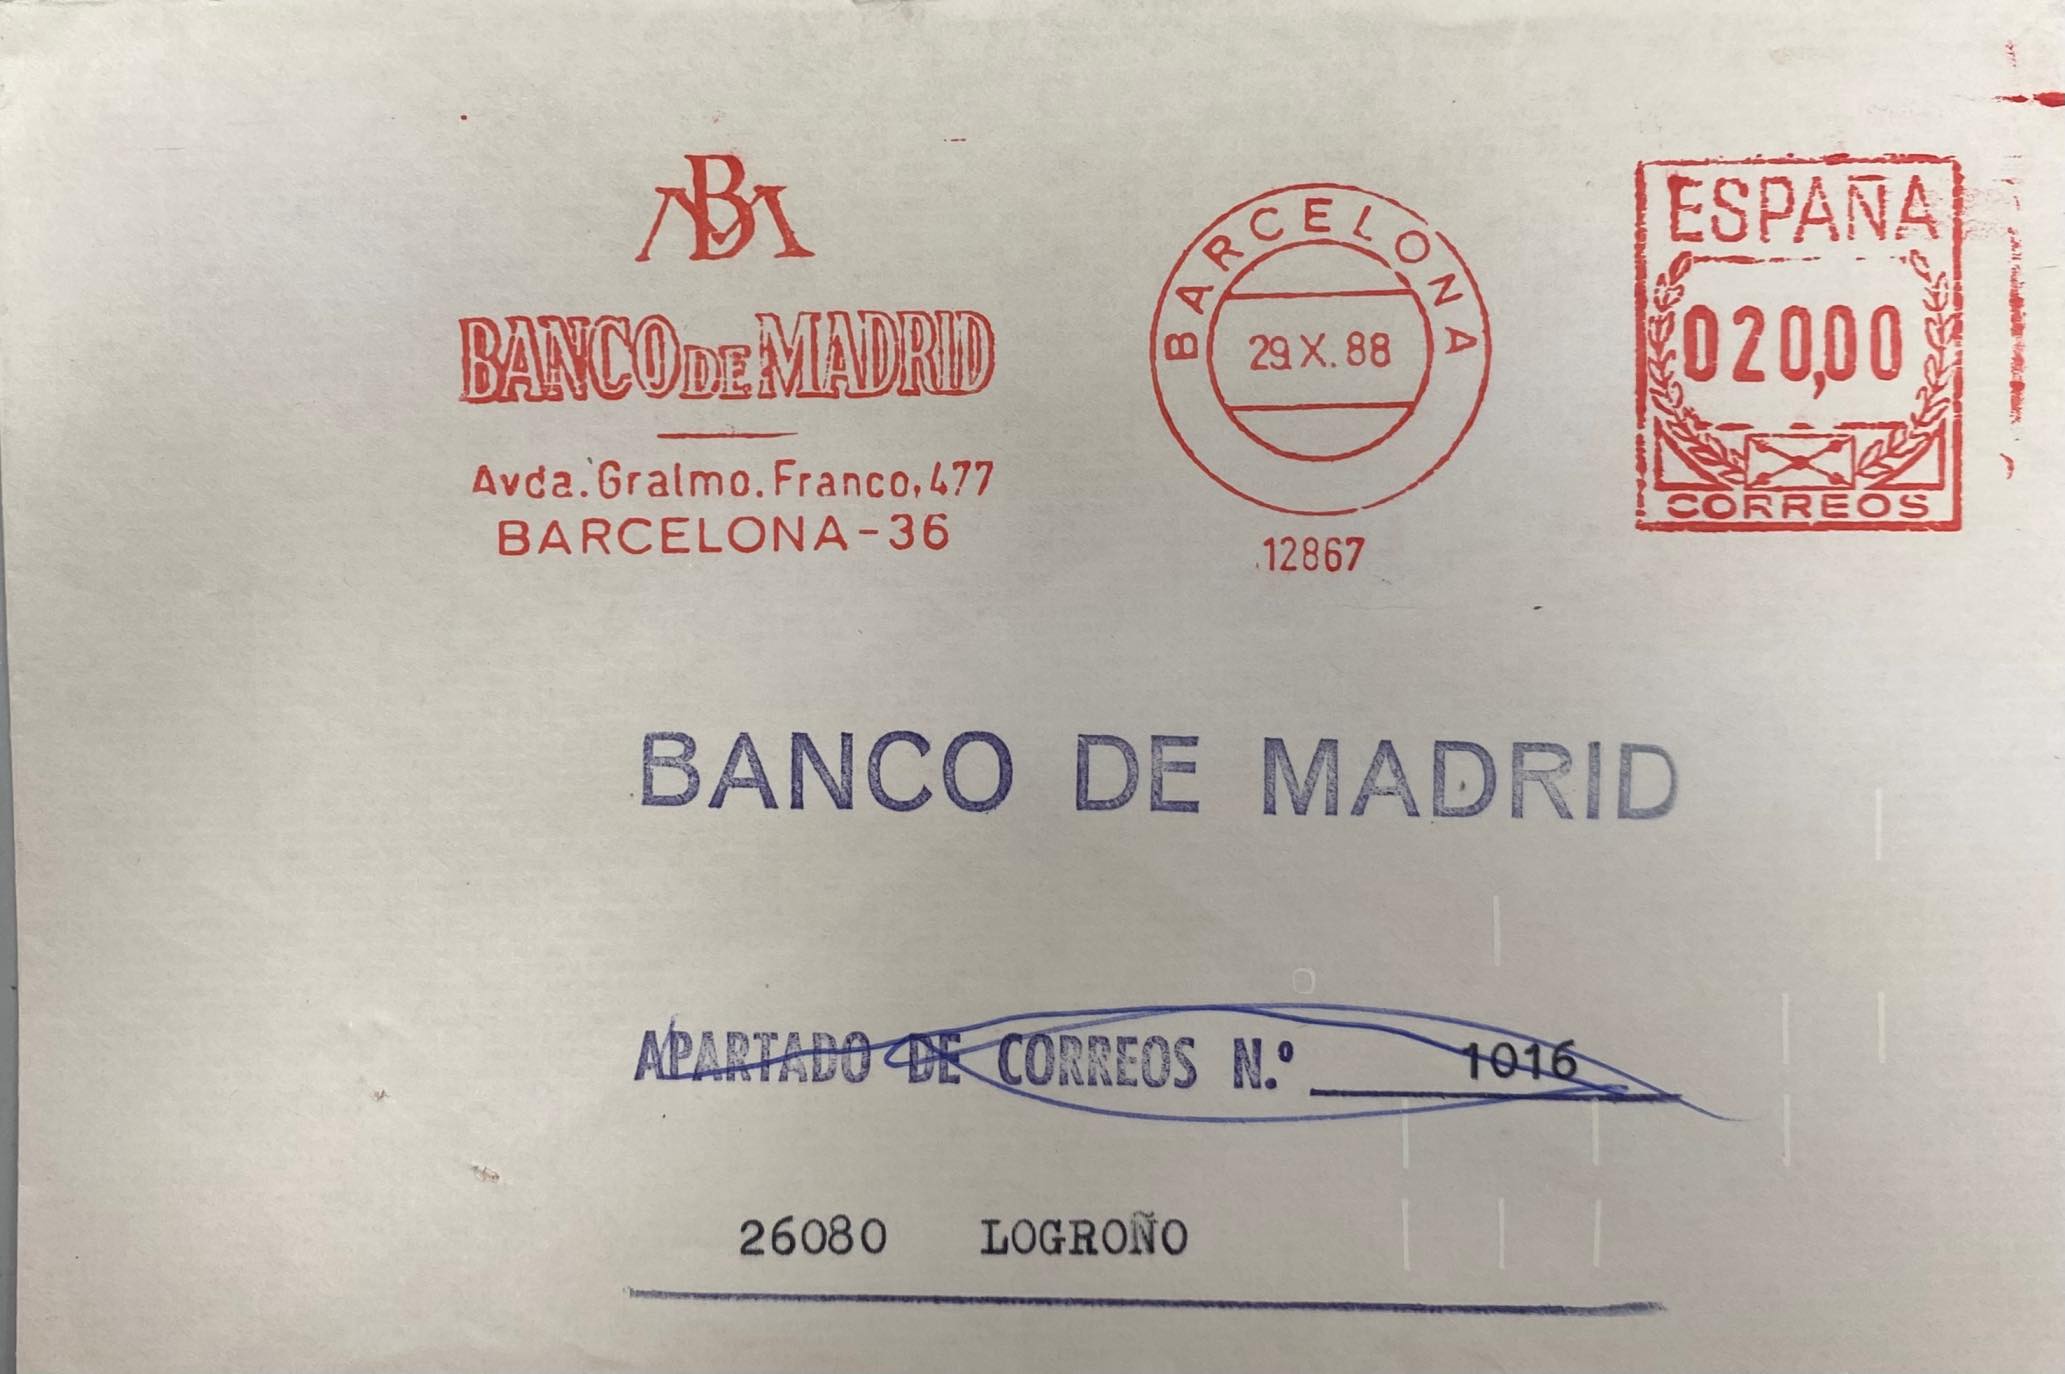 BM
BANCO DE MADRID
Avda. Gralmo. Franco, 477
BARCELONA-36
BARCELONA
29.X.88
12867
ESPAÑA
020,00
CORREOS
BANCO DE MADRID
APARTADO DE CORREOS N.º 1016
26080 LOGROÑO